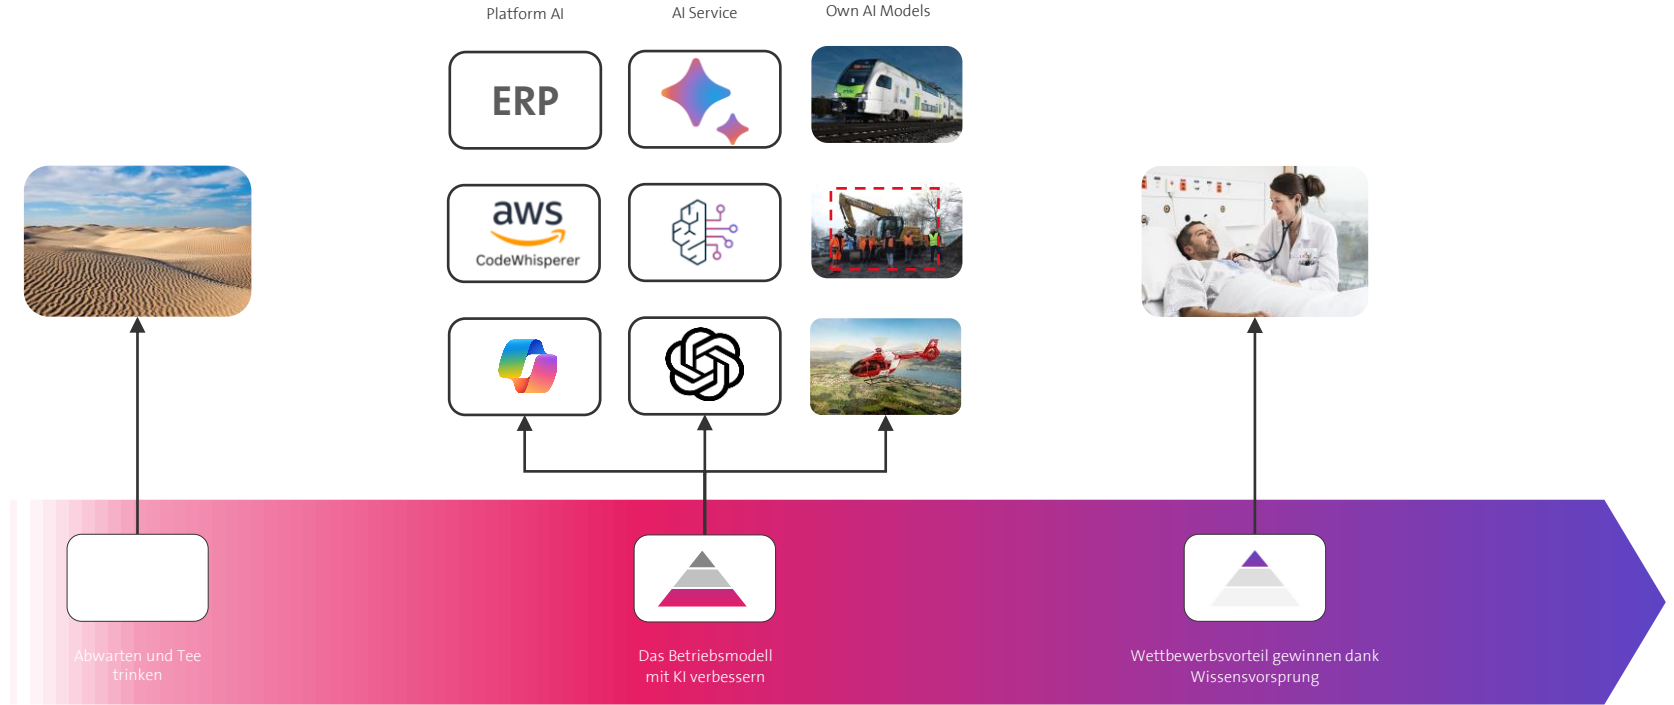 Platform AI
AI Service
Own AI Models
ERP
aws
CodeWhisperer
Abwarten und Tee
trinken
Das Betriebsmodell
mit KI verbessern
Wettbewerbsvorteil gewinnen dank
Wissensvorsprung